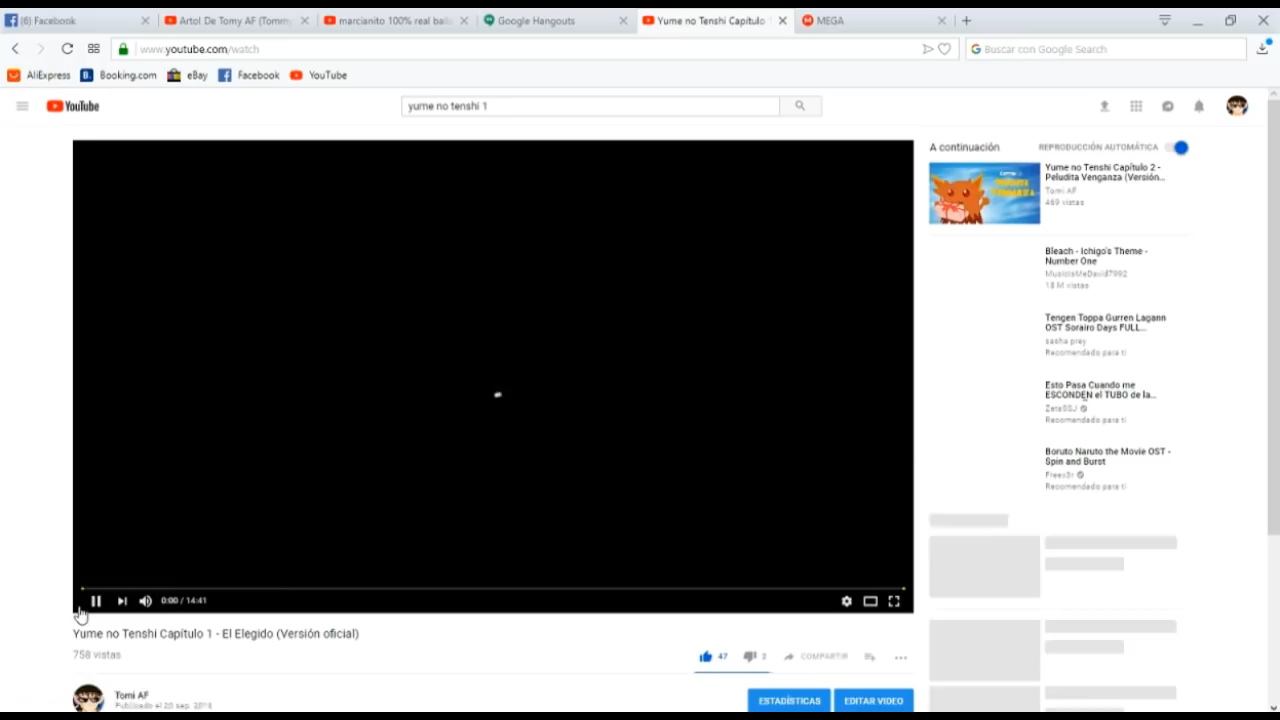 (6) Facebook
Artol De Tomy AF (Tommy
marcianito 100% real baila
Google Hangouts
Yume no Tenshi Capítulo 1
MEGA
www.youtube.com/watch
Buscar con Google Search
AliExpress
Booking.com
eBay
Facebook
YouTube
YouTube
yume no tenshi 1
A continuación
REPRODUCCIÓN AUTOMÁTICA
Yume no Tenshi Capítulo 2 -
Peludita Venganza (Versión...
Tomi AF
469 vistas
Bleach - Ichigo's Theme -
Number One
MusicIsMeDavid7992
18 M vistas
Tengen Toppa Gurren Lagann
OST Sorairo Days FULL...
sasha prey
Recomendado para ti
Esto Pasa Cuando me
ESCONDEN el TUBO de la...
ZetaSSJ
Recomendado para ti
Boruto Naruto the Movie OST -
Spin and Burst
Recomendado para ti
0:00 / 14:41
Yume no Tenshi Capítulo 1 - El Elegido (Versión oficial)
758 vistas
47
2
COMPARTIR
Tomi AF
Publicado el 20 sep. 2016
ESTADÍSTICAS
EDITAR VIDEO